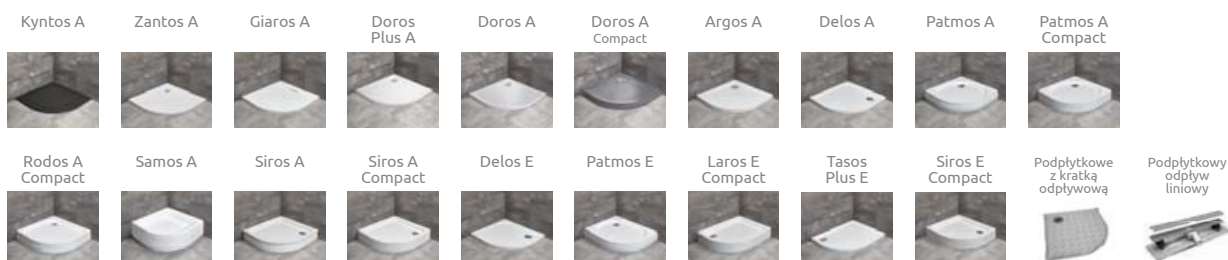 Kyntos A
Zantos A
Giaros A
Doros
Plus A
Doros A
Doros A
Compact
Argos A
Delos A
Patmos A
Patmos A
Compact
Rodos A
Compact
Samos A
Siros A
Siros A
Compact
Delos E
Patmos E
Laros E
Compact
Tasos
Plus E
Siros E
Compact
Podpłytkowe
z kratką
odpływową
Podpłytkowy
odpływ
liniowy